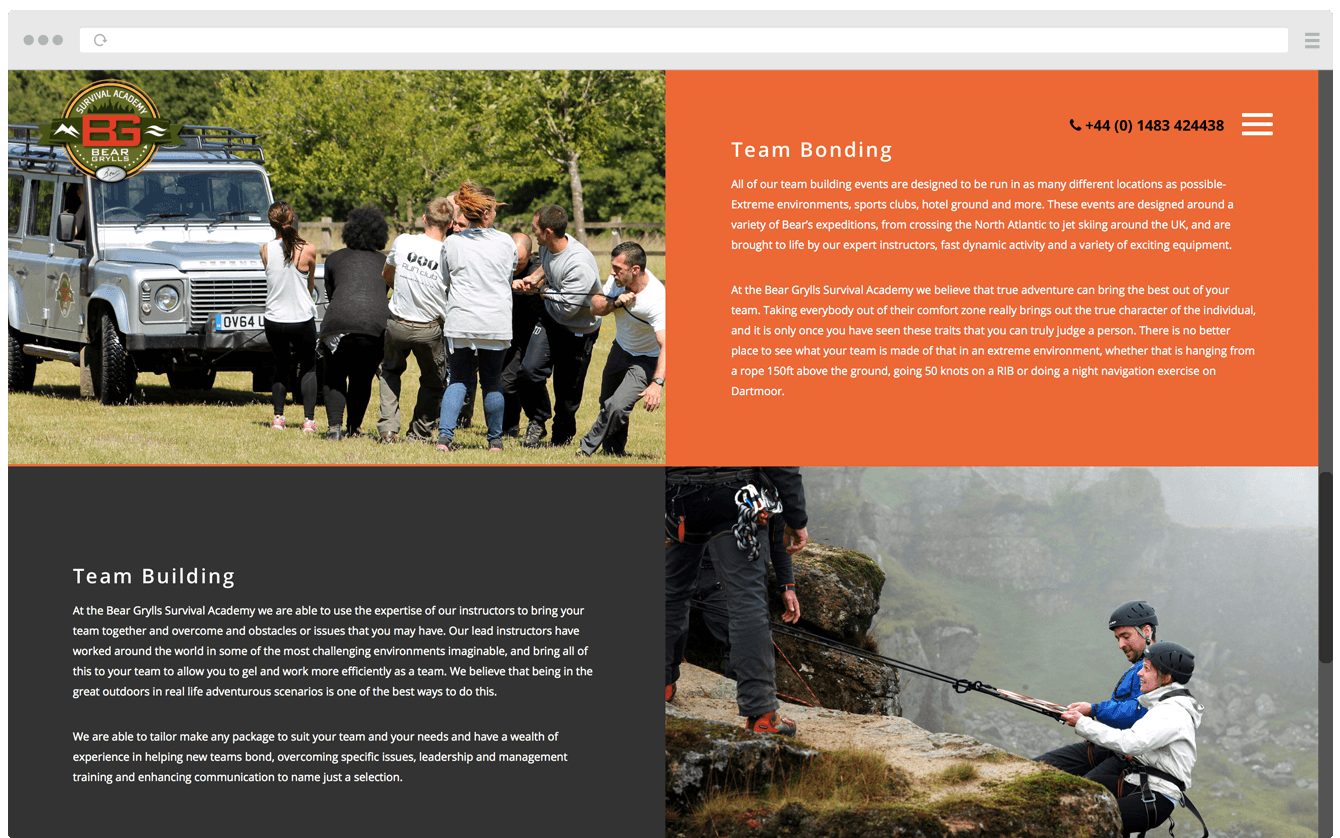 SURVIVAL ACADEMY
BG
BEAR
GRYLLS
OV64 U
run club
+44 (0) 1483 424438
Team Bonding
All of our team building events are designed to be run in as many different locations as possible-
Extreme environments, sports clubs, hotel ground and more. These events are designed around a
variety of Bear's expeditions, from crossing the North Atlantic to jet skiing around the UK, and are
brought to life by our expert instructors, fast dynamic activity and a variety of exciting equipment.
At the Bear Grylls Survival Academy we believe that true adventure can bring the best out of your
team. Taking everybody out of their comfort zone really brings out the true character of the individual,
and it is only once you have seen these traits that you can truly judge a person. There is no better
place to see what your team is made of that in an extreme environment, whether that is hanging from
a rope 150ft above the ground, going 50 knots on a RIB or doing a night navigation exercise on
Dartmoor.
Team Building
At the Bear Grylls Survival Academy we are able to use the expertise of our instructors to bring your
team together and overcome and obstacles or issues that you may have. Our lead instructors have
worked around the world in some of the most challenging environments imaginable, and bring all of
this to your team to allow you to gel and work more efficiently as a team. We believe that being in the
great outdoors in real life adventurous scenarios is one of the best ways to do this.
We are able to tailor make any package to suit your team and your needs and have a wealth of
experience in helping new teams bond, overcoming specific issues, leadership and management
training and enhancing communication to name just a selection.